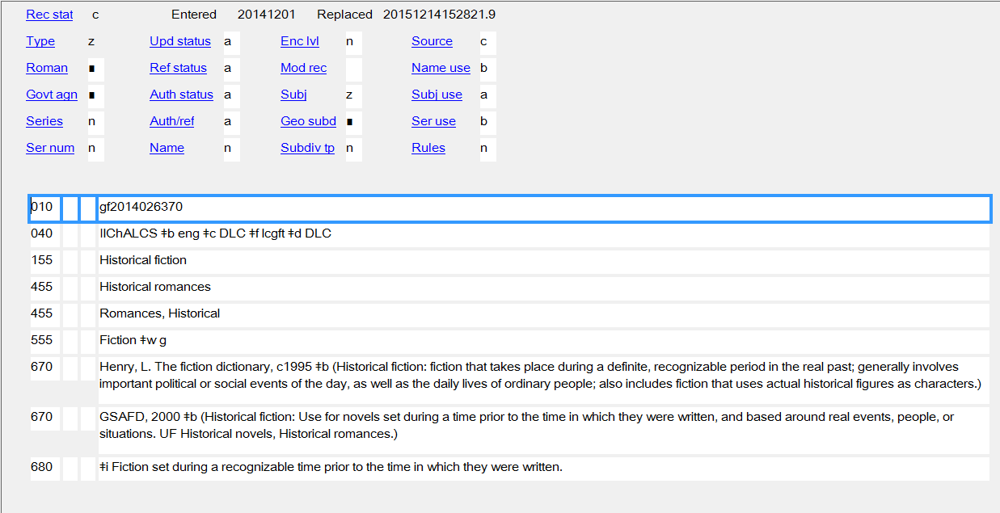 Rec stat c Entered 20141201 Replaced 20151214152821.9
Type z Upd status a Enc lvl n Source c
Roman ∎ Ref status a Mod rec Name use b
Govt agn ∎ Auth status a Subj z Subj use a
Series n Auth/ref a Geo subd ∎ Ser use b
Ser num n Name n Subdiv tp n Rules n
010 gf2014026370
040 IlChALCS ‡b eng ‡c DLC ‡f lcgft ‡d DLC
155 Historical fiction
455 Historical romances
455 Romances, Historical
555 Fiction ‡w g
670 Henry, L. The fiction dictionary, c1995 ‡b (Historical fiction: fiction that takes place during a definite, recognizable period in the real past; generally involves
important political or social events of the day, as well as the daily lives of ordinary people; also includes fiction that uses actual historical figures as characters.)
670 GSAFD, 2000 ‡b (Historical fiction: Use for novels set during a time prior to the time in which they were written, and based around real events, people, or
situations. UF Historical novels, Historical romances.)
680 ‡i Fiction set during a recognizable time prior to the time in which they were written.